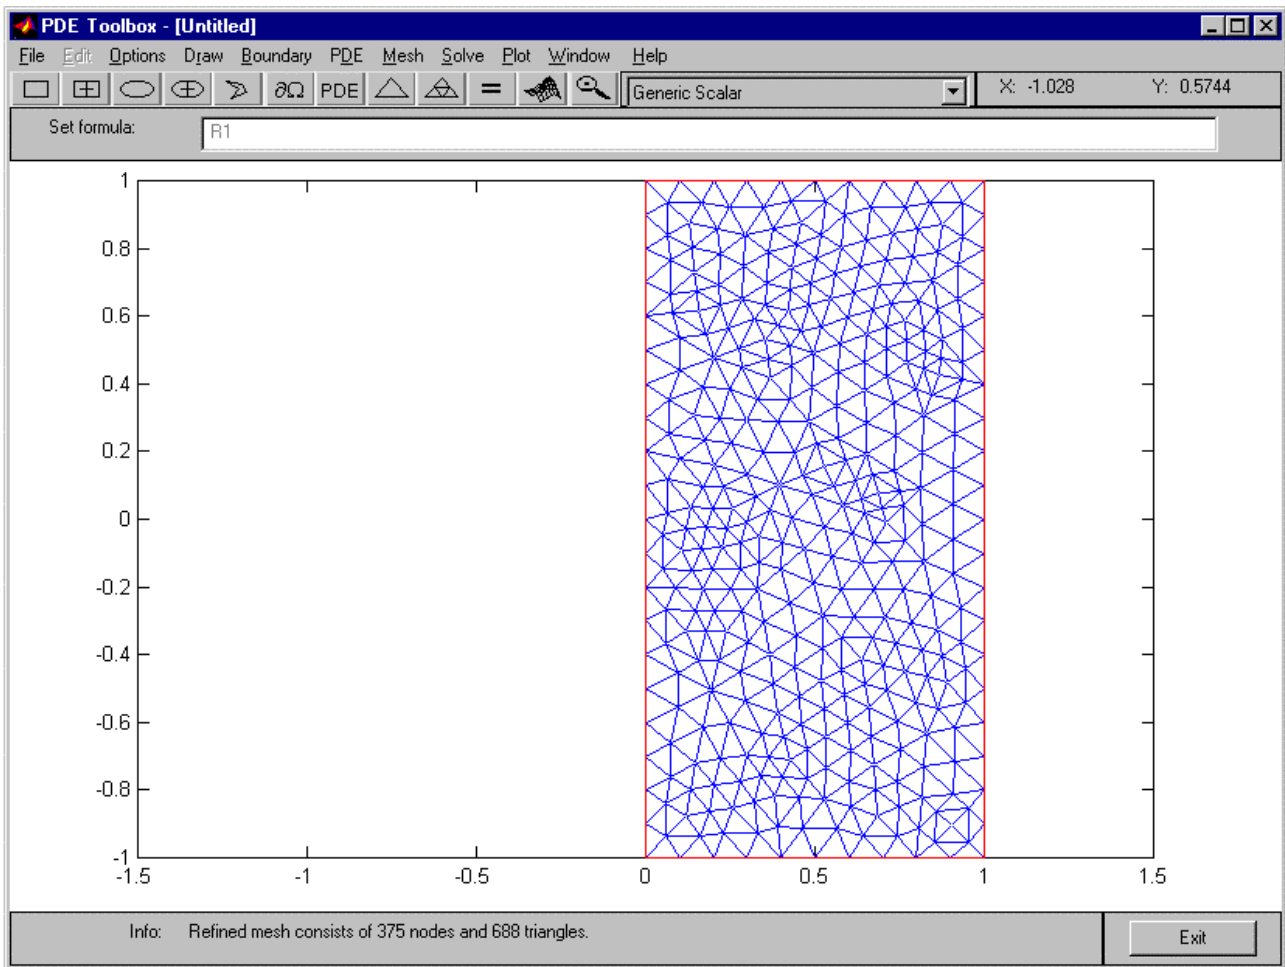 PDE Toolbox - [Untitled]
File Edit Options Draw Boundary PDE Mesh Solve Plot Window Help
∂Ω PDE = Generic Scalar X: -1.028 Y: 0.5744
Set formula: R1
1
0.8
0.6
0.4
0.2
0
-0.2
-0.4
-0.6
-0.8
-1
-1.5 -1 -0.5 0 0.5 1 1.5
Info: Refined mesh consists of 375 nodes and 688 triangles. Exit